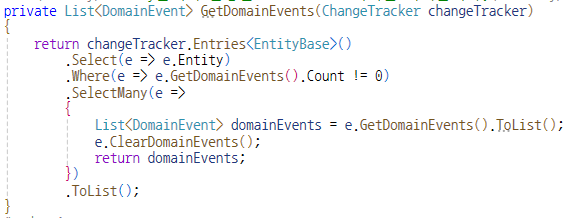 private List<DomainEvent> GetDomainEvents(ChangeTracker changeTracker)
{
    return changeTracker.Entries<EntityBase>()
        .Select(e => e.Entity)
        .Where(e => e.GetDomainEvents().Count != 0)
        .SelectMany(e =>
        {
            List<DomainEvent> domainEvents = e.GetDomainEvents().ToList();
            e.ClearDomainEvents();
            return domainEvents;
        })
        .ToList();
}